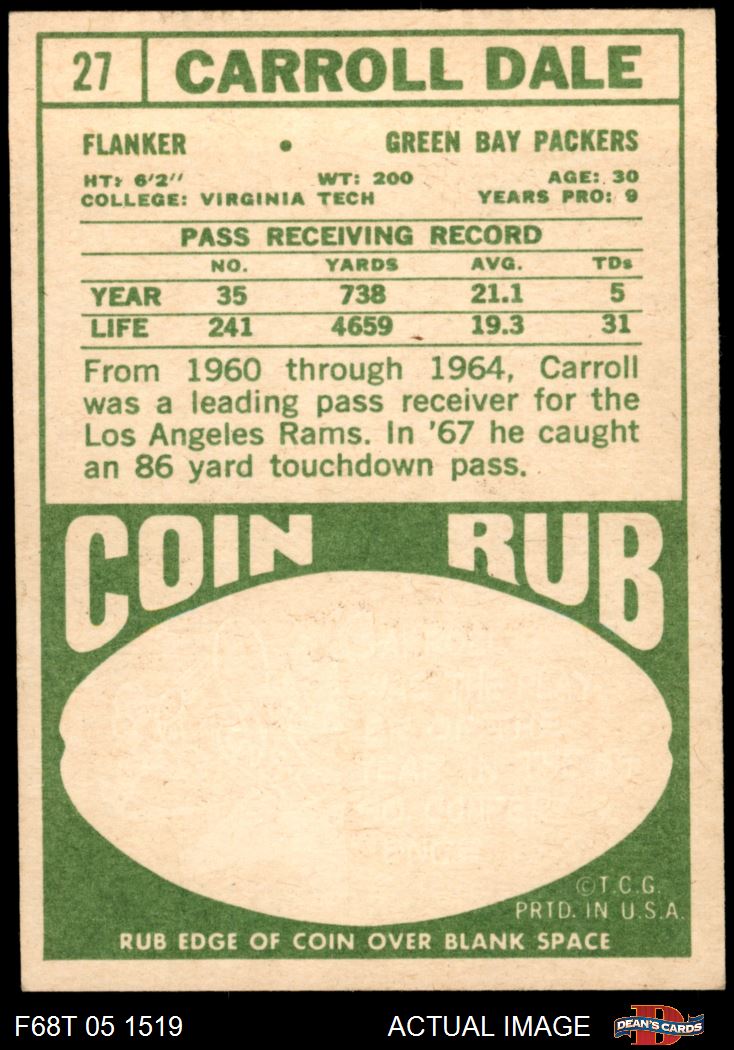 27 CARROLL DALE
FLANKER • GREEN BAY PACKERS
HT: 6'2" WT: 200 AGE: 30
COLLEGE: VIRGINIA TECH YEARS PRO: 9
PASS RECEIVING RECORD
NO. YARDS AVG. TDs
YEAR 35 738 21.1 5
LIFE 241 4659 19.3 31
From 1960 through 1964, Carroll
was a leading pass receiver for the
Los Angeles Rams. In '67 he caught
an 86 yard touchdown pass.
COIN RUB
THE PLAY
THE
©T.C.G.
PRTD. IN U.S.A.
RUB EDGE OF COIN OVER BLANK SPACE
F68T 05 1519 ACTUAL IMAGE DEAN'S CARDS